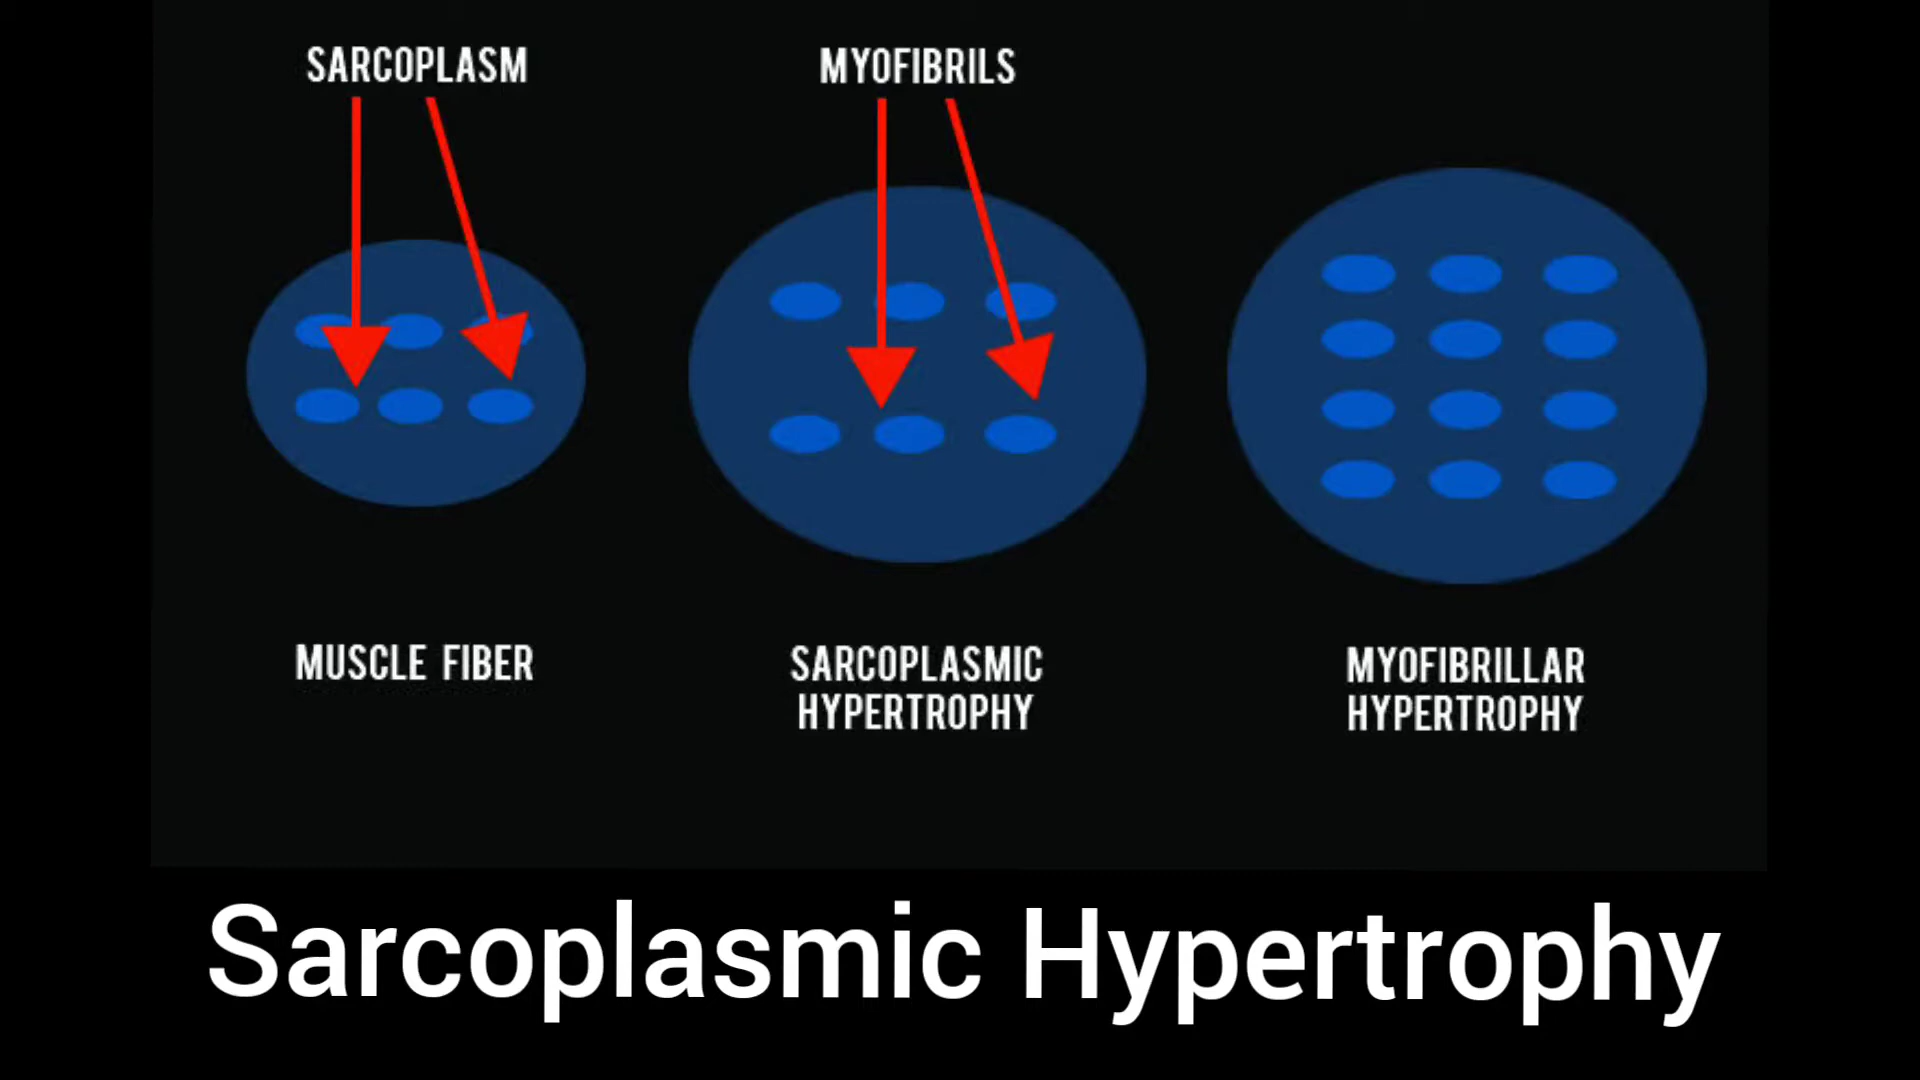 SARCOPLASM
MYOFIBRILS
MUSCLE FIBER
SARCOPLASMIC
HYPERTROPHY
MYOFIBRILLAR
HYPERTROPHY
Sarcoplasmic Hypertrophy